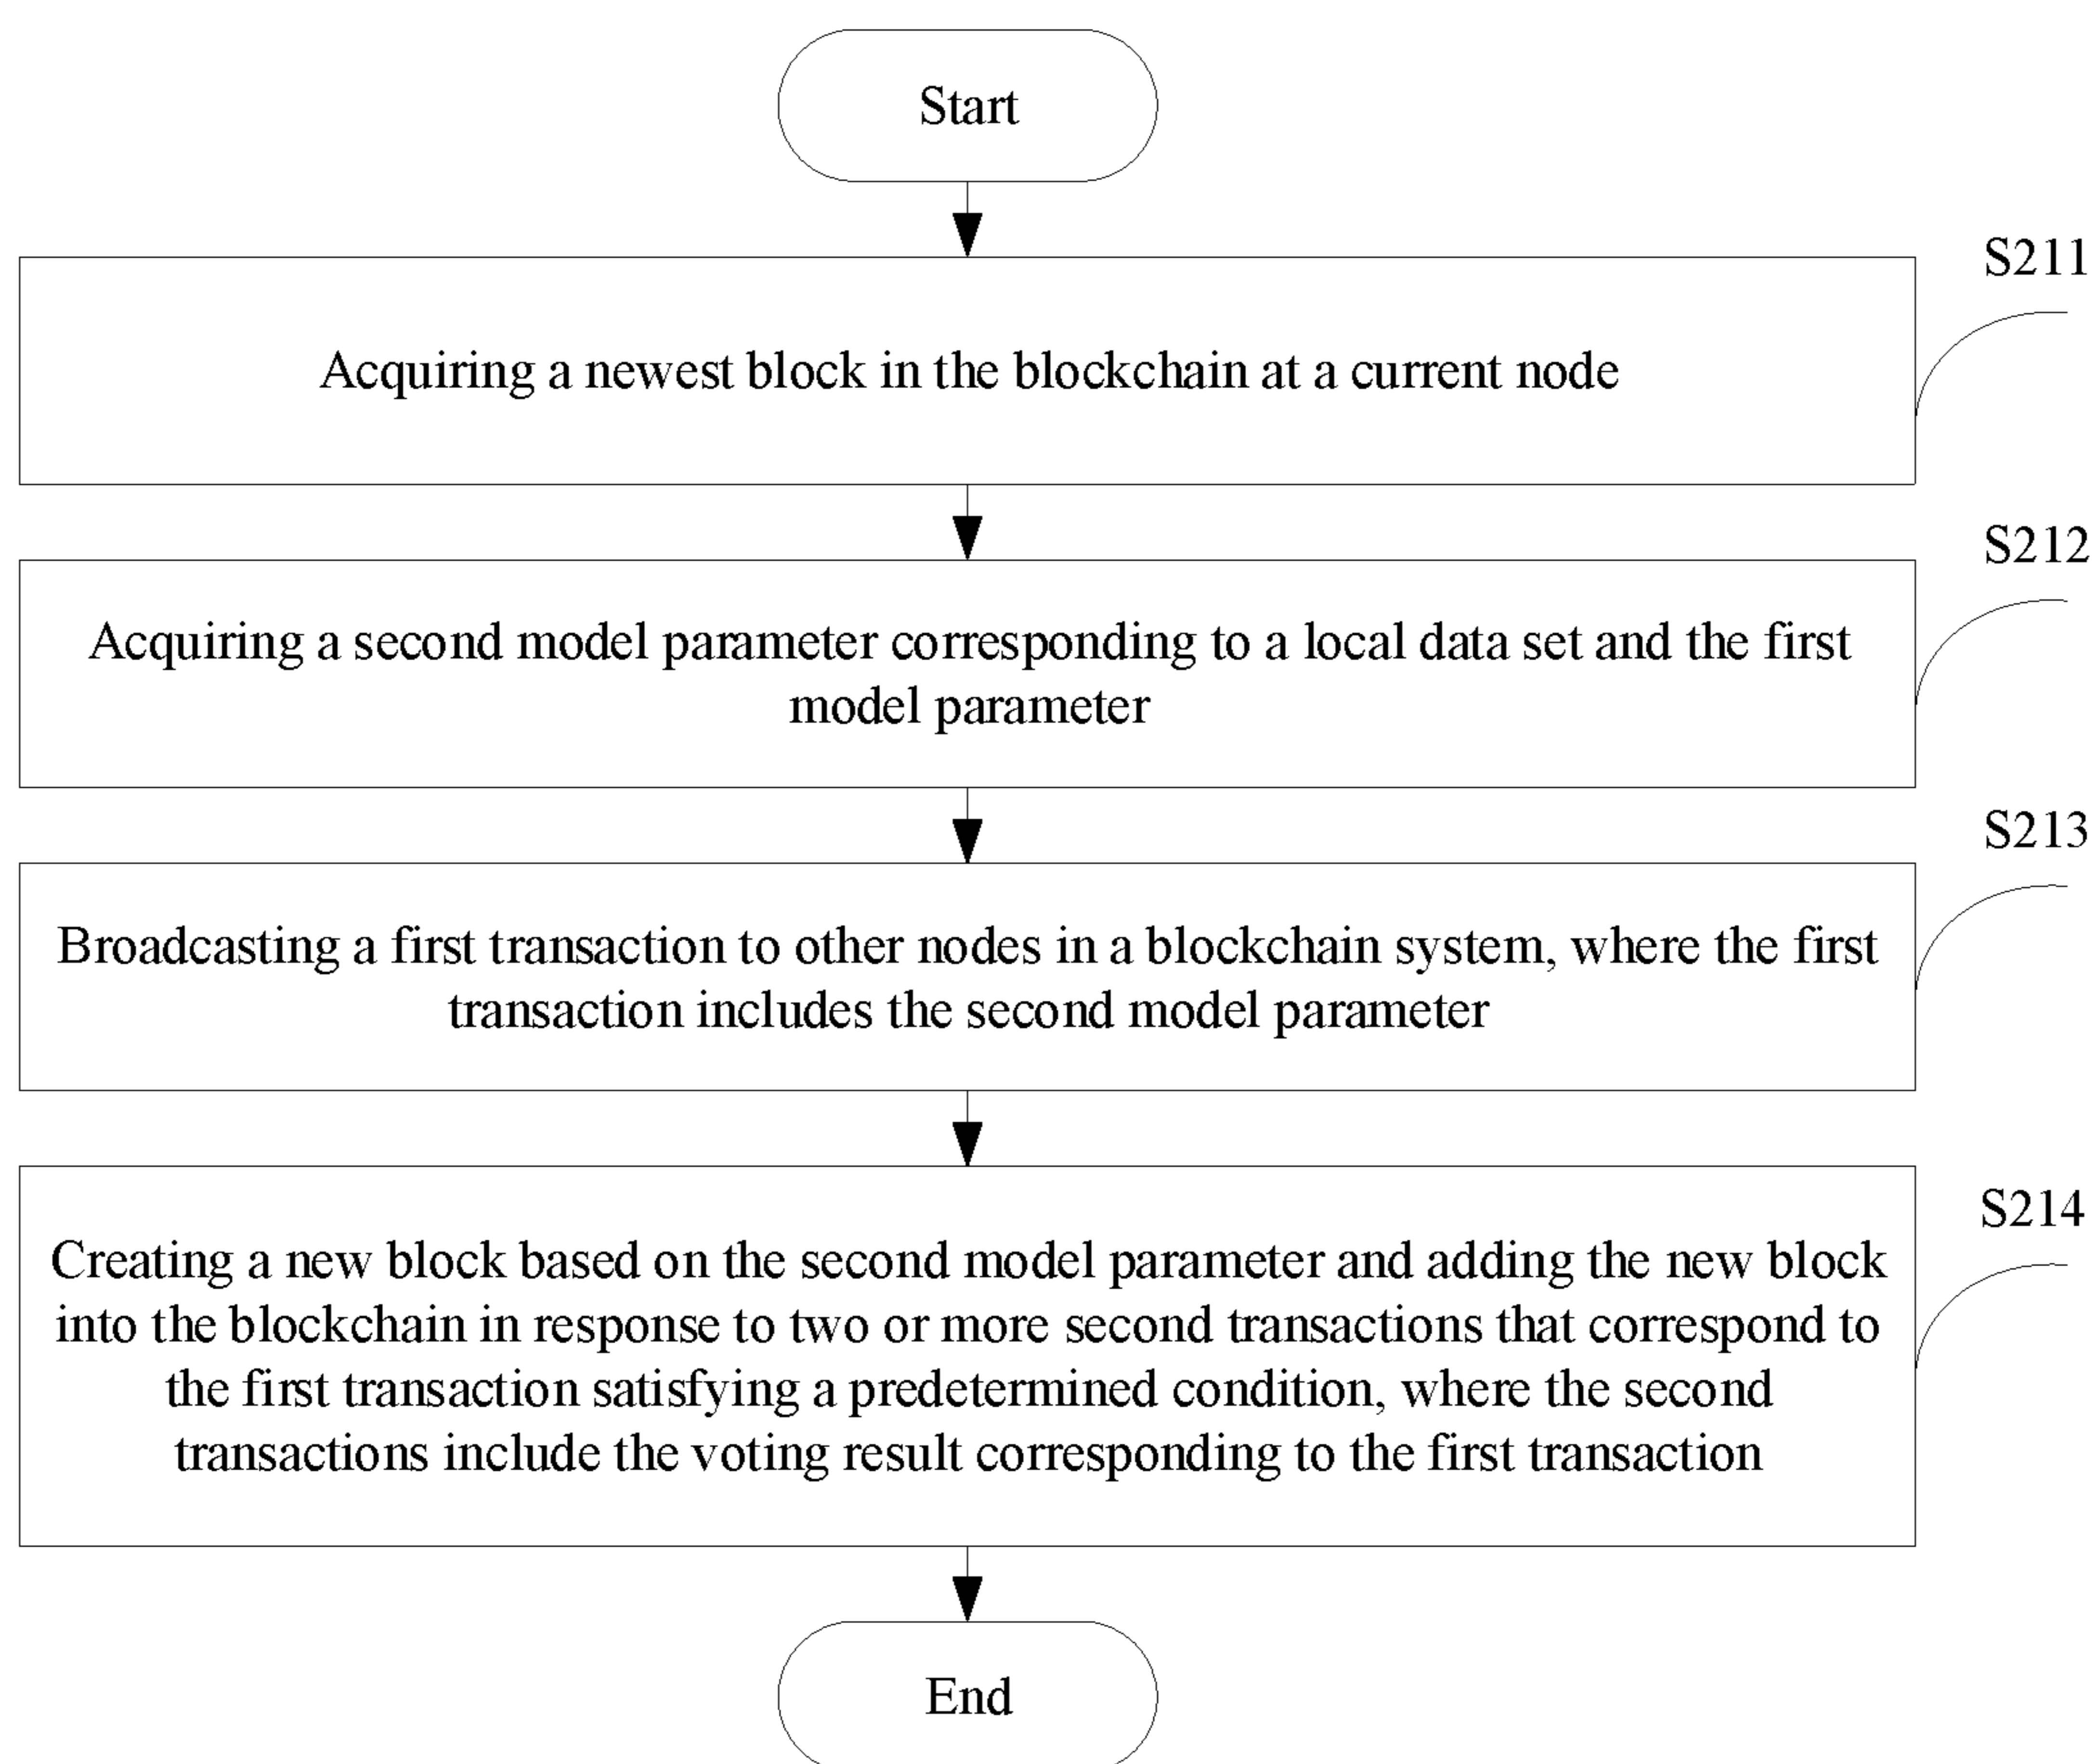 Start
S211
Acquiring a newest block in the blockchain at a current node
S212
Acquiring a second model parameter corresponding to a local data set and the first
model parameter
S213
Broadcasting a first transaction to other nodes in a blockchain system, where the first
transaction includes the second model parameter
S214
Creating a new block based on the second model parameter and adding the new block
into the blockchain in response to two or more second transactions that correspond to
the first transaction satisfying a predetermined condition, where the second
transactions include the voting result corresponding to the first transaction
End